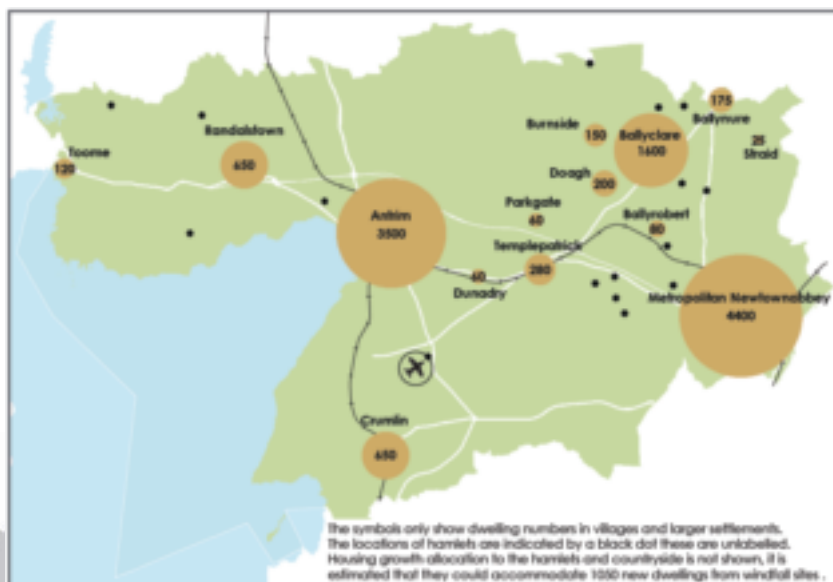 175
Burnside
Ballynure
150
Ballyclare
1600
25
Straid
Randalstown
Toome
120
650
Doagh
200
Parkgate
60
Ballyrobert
80
Antrim
3500
Templepatrick
280
60
Dunadry
Metropolitan Newtownabbey
4400
Crumlin
650
The symbols only show dwelling numbers in villages and larger settlements.
The locations of hamlets are indicated by a black dot these are unlabelled.
Housing growth allocation to the hamlets and countryside is not shown, it is
estimated that they could accommodate 1050 new dwellings from windfall sites .